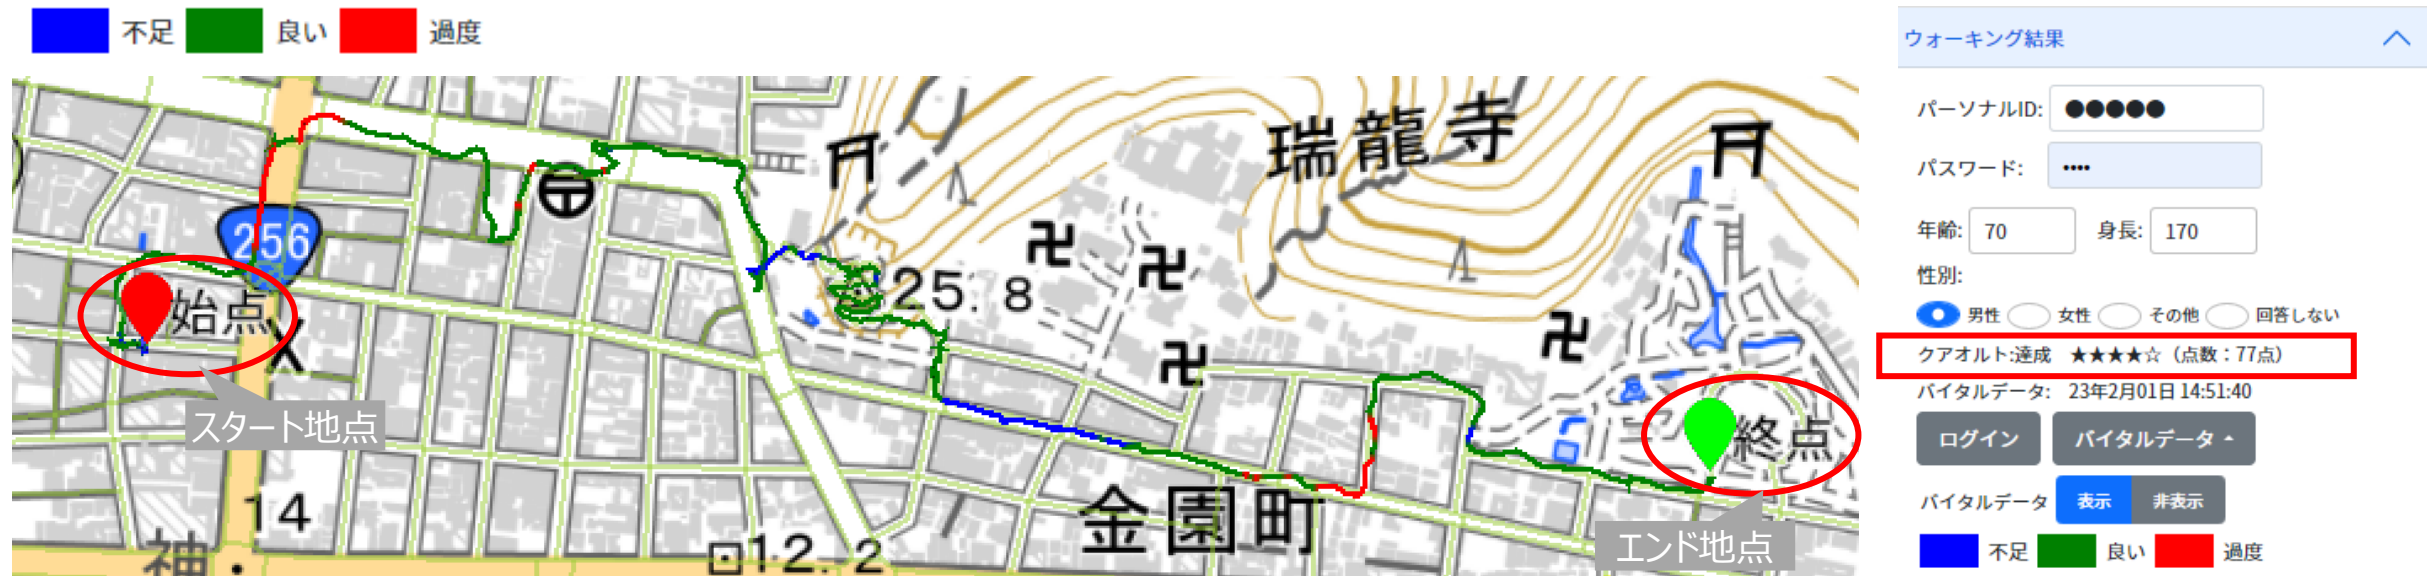 不足 良い 過度
瑞龍寺
256
始点
25.8
スタート地点
終点
14
金園町
エンド地点
神・
12.2
ウォーキング結果
パーソナルID: ●●●●●
パスワード: ••••
年齢: 70 身長: 170
性別:
男性 女性 その他 回答しない
クアオルト:達成 ★★★★☆（点数：77点）
バイタルデータ: 23年2月01日 14:51:40
ログイン バイタルデータ
バイタルデータ 表示 非表示
不足 良い 過度